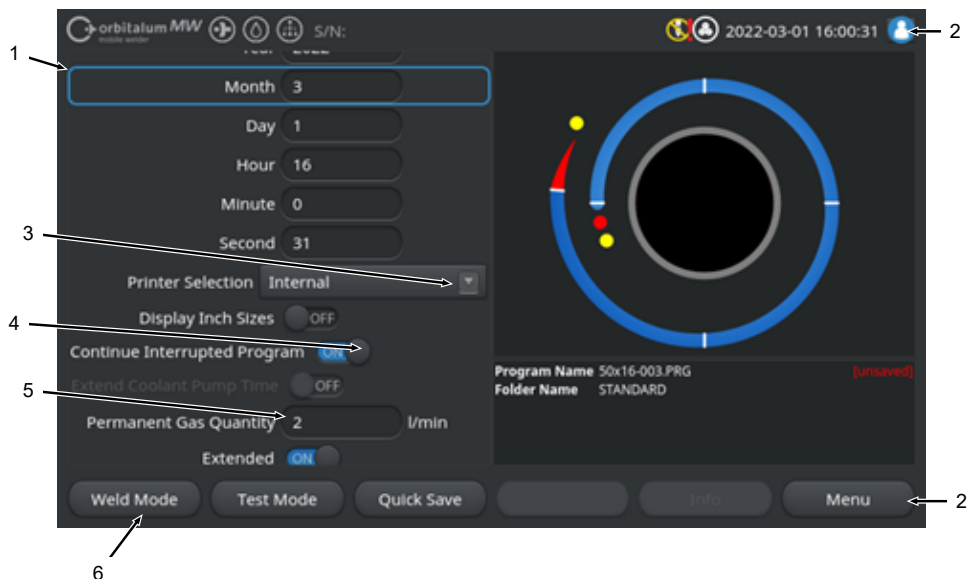 orbitalum MW
mobile welder
S/N:
2022-03-01 16:00:31
2
1
Year 2022
Month 3
Day 1
Hour 16
Minute 0
Second 31
3
Printer Selection Internal
Display Inch Sizes OFF
4
Continue Interrupted Program ON
Extend Coolant Pump Time OFF
5
Permanent Gas Quantity 2 l/min
Extended ON
Program Name 50x16-003.PRG [unsaved]
Folder Name STANDARD
Weld Mode
Test Mode
Quick Save
Info
Menu
2
6